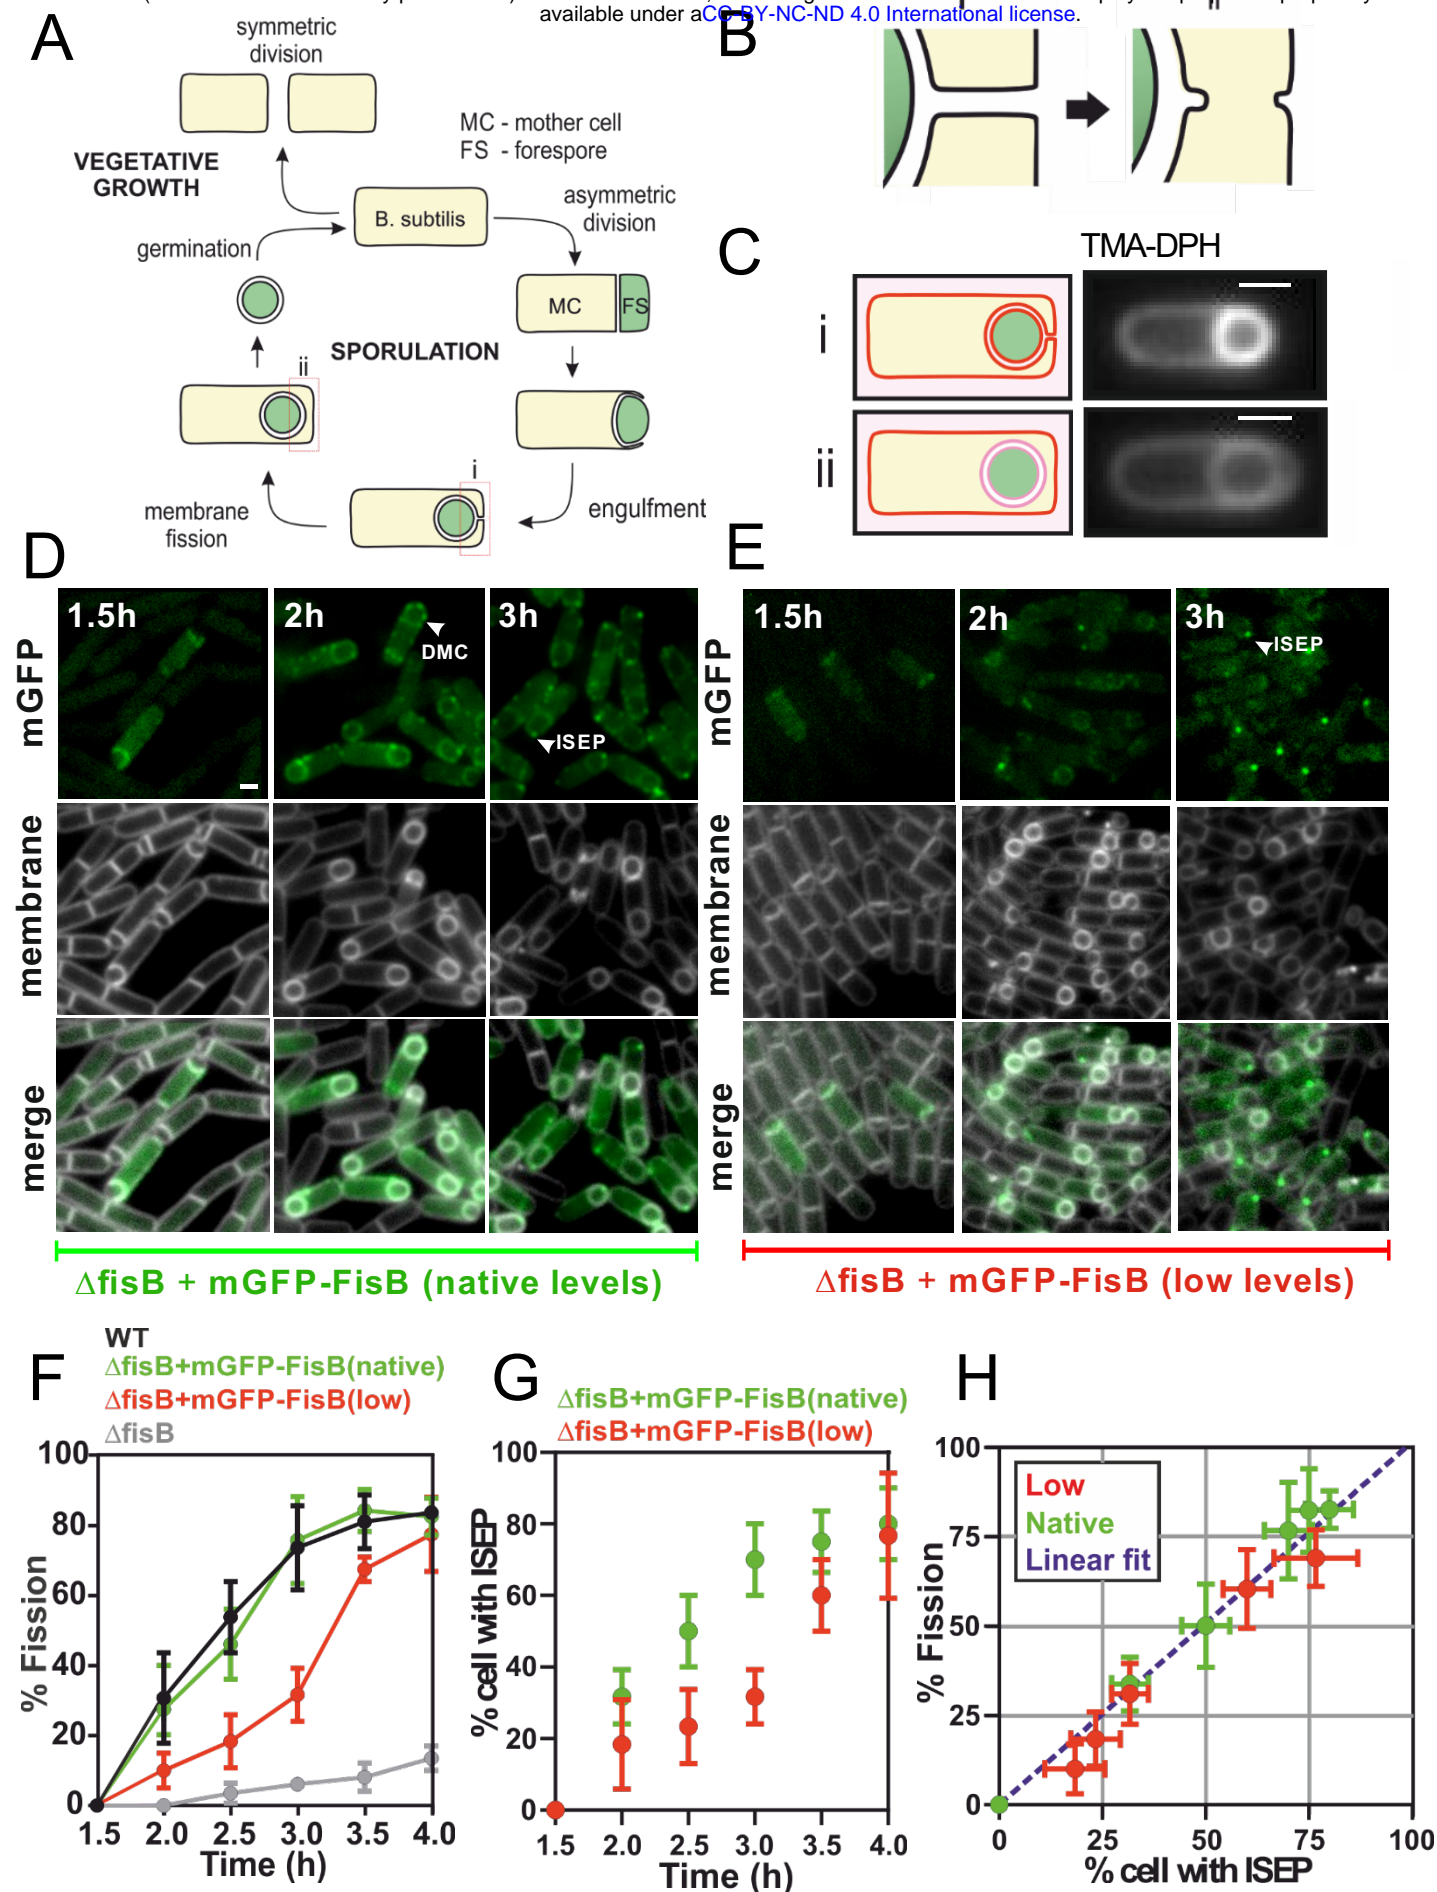 available under aCC-BY-NC-ND 4.0 International license.
A
symmetric
division
VEGETATIVE
GROWTH
MC - mother cell
FS - forespore
B. subtilis
asymmetric
division
germination
MC
FS
SPORULATION
ii
i
membrane
fission
engulfment
B
C
TMA-DPH
i
ii
D
mGFP
membrane
merge
1.5h
2h
DMC
3h
ISEP
ΔfisB + mGFP-FisB (native levels)
E
mGFP
membrane
merge
1.5h
2h
3h
ISEP
ΔfisB + mGFP-FisB (low levels)
F
WT
ΔfisB+mGFP-FisB(native)
ΔfisB+mGFP-FisB(low)
ΔfisB
% Fission
100
80
60
40
20
0
1.5 2.0 2.5 3.0 3.5 4.0
Time (h)
G
ΔfisB+mGFP-FisB(native)
ΔfisB+mGFP-FisB(low)
% cell with ISEP
100
80
60
40
20
0
1.5 2.0 2.5 3.0 3.5 4.0
Time (h)
H
Low
Native
Linear fit
% Fission
100
75
50
25
0
0 25 50 75 100
% cell with ISEP